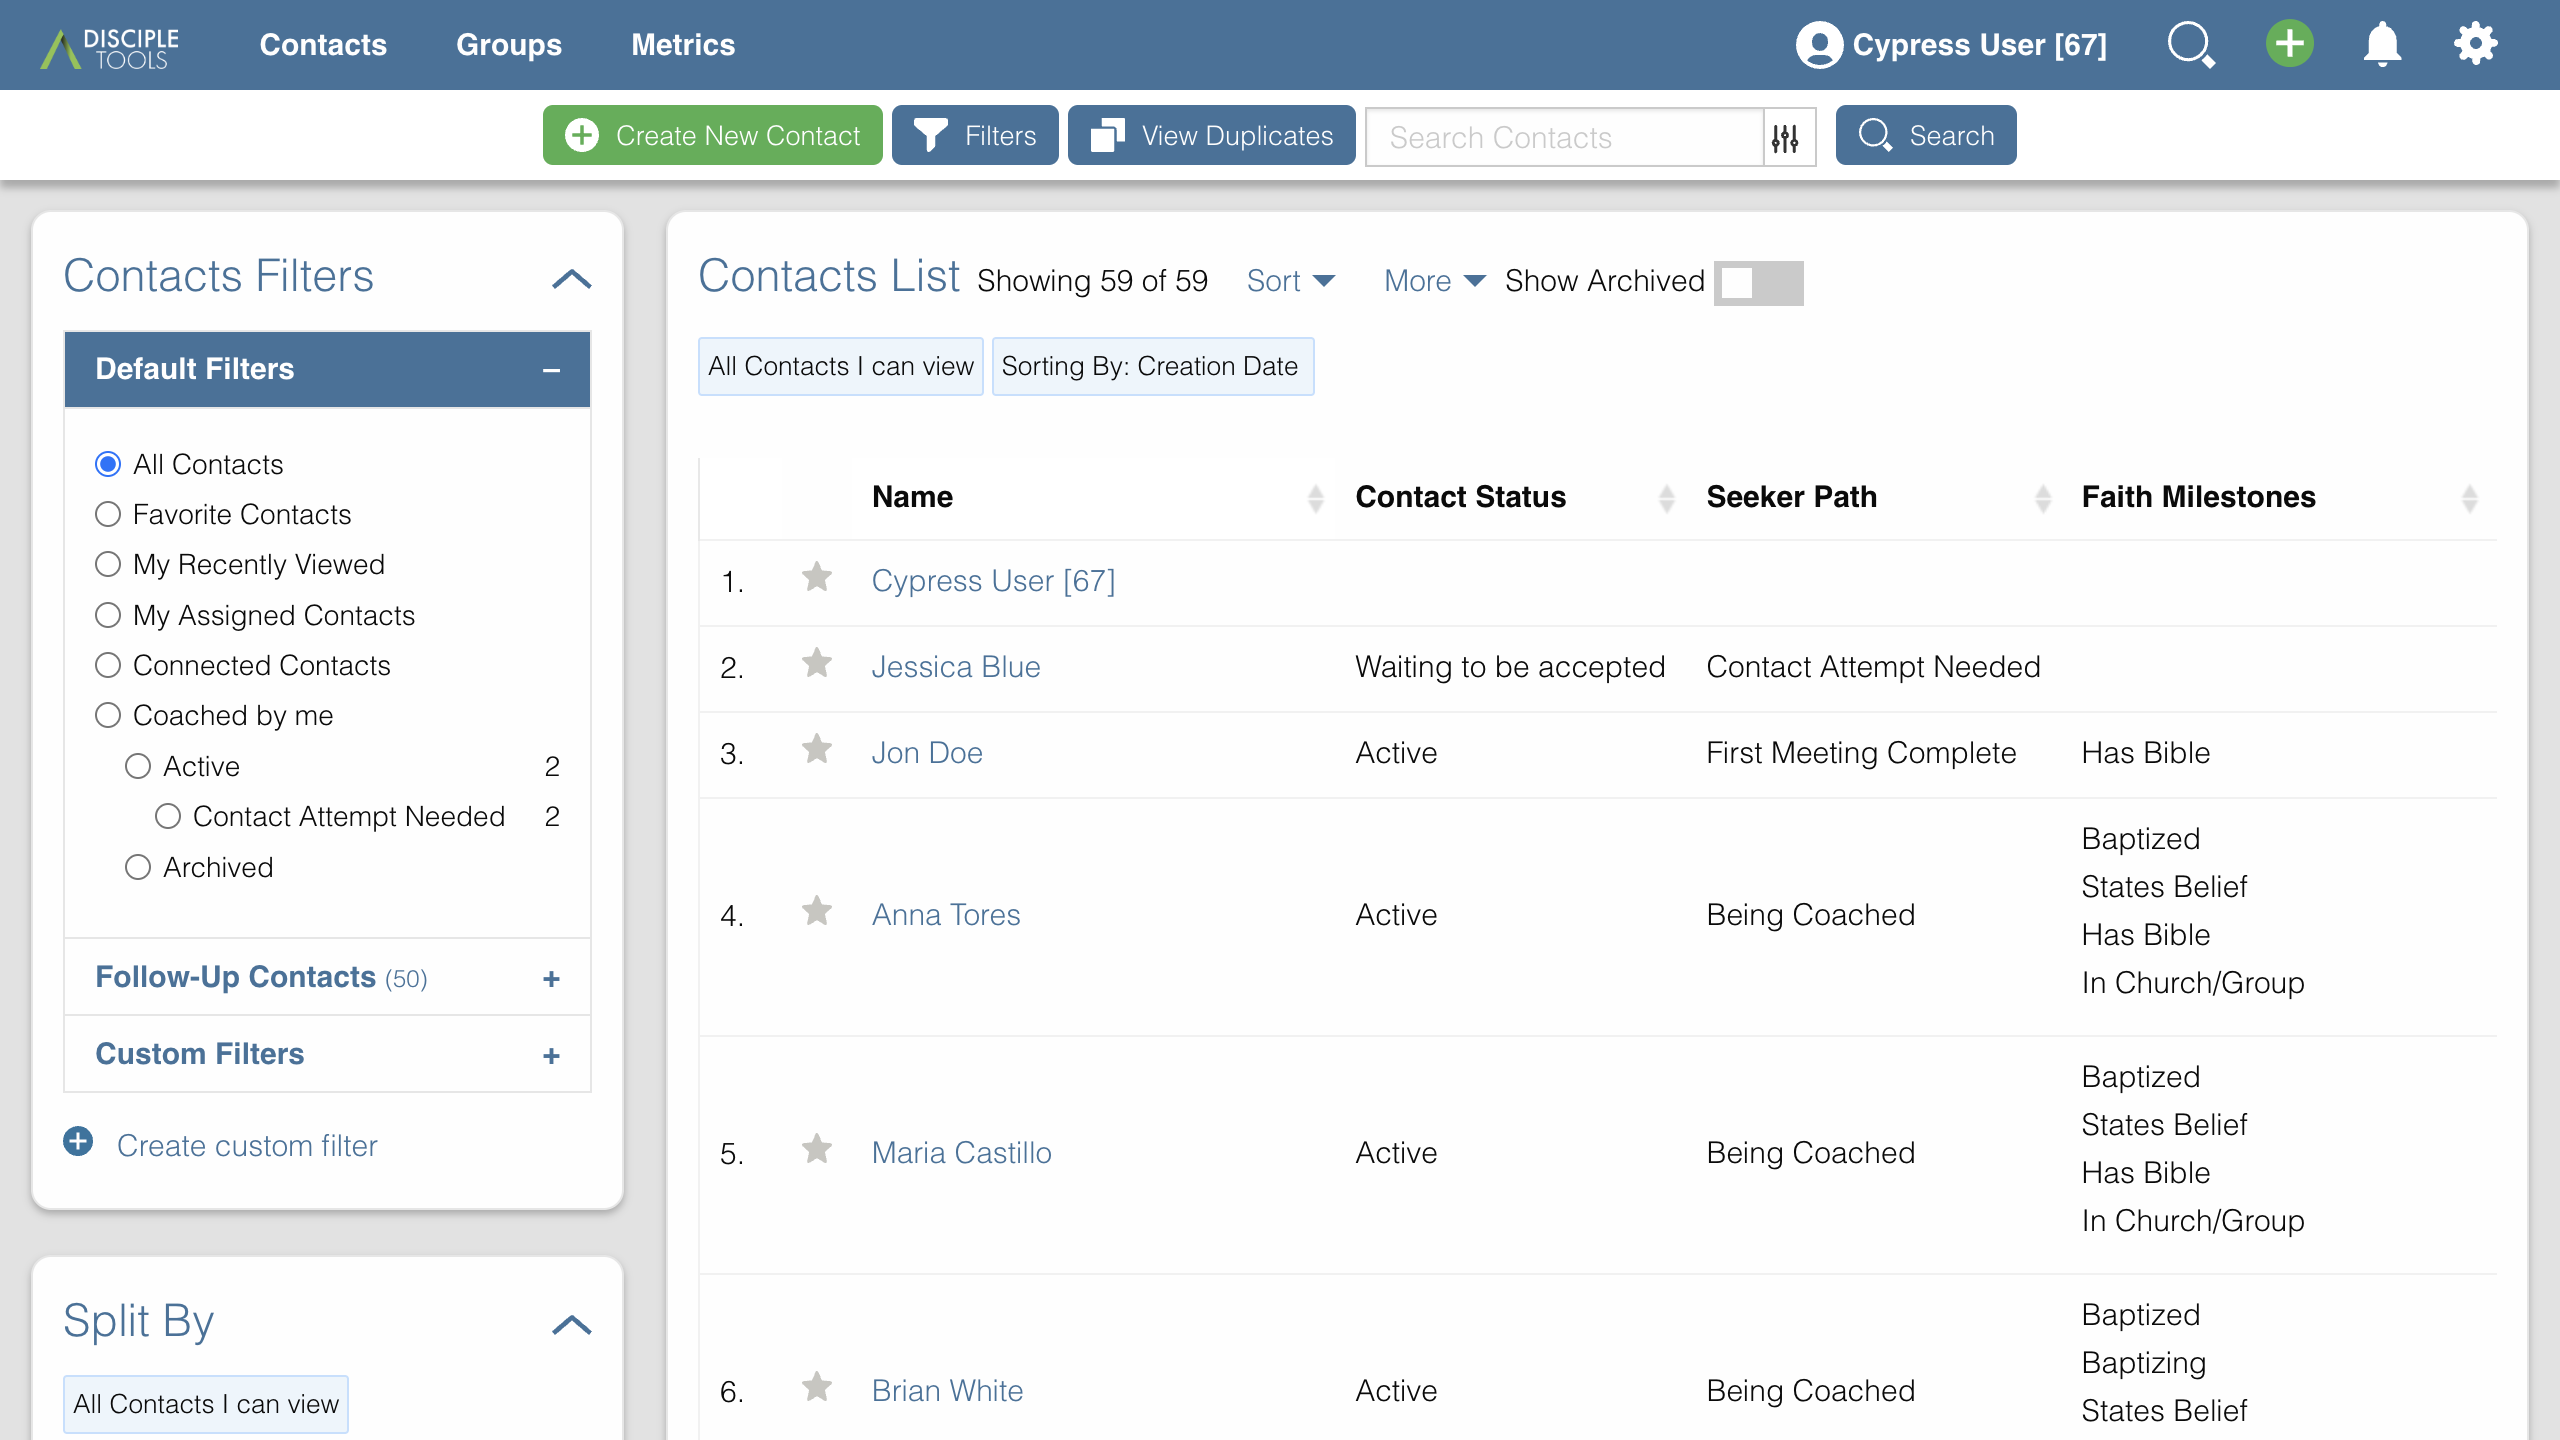 DISCIPLE
TOOLS
Contacts
Groups
Metrics
Cypress User [67]
Create New Contact
Filters
View Duplicates
Search Contacts
Search
Contacts Filters
Default Filters
All Contacts
Favorite Contacts
My Recently Viewed
My Assigned Contacts
Connected Contacts
Coached by me
Active 2
Contact Attempt Needed 2
Archived
Follow-Up Contacts (50) +
Custom Filters +
Create custom filter
Split By
All Contacts I can view
Contacts List Showing 59 of 59 Sort More Show Archived
All Contacts I can view
Sorting By: Creation Date
Name Contact Status Seeker Path Faith Milestones
1. Cypress User [67]
2. Jessica Blue Waiting to be accepted Contact Attempt Needed
3. Jon Doe Active First Meeting Complete Has Bible
4. Anna Tores Active Being Coached
Baptized
States Belief
Has Bible
In Church/Group
5. Maria Castillo Active Being Coached
Baptized
States Belief
Has Bible
In Church/Group
6. Brian White Active Being Coached
Baptized
Baptizing
States Belief